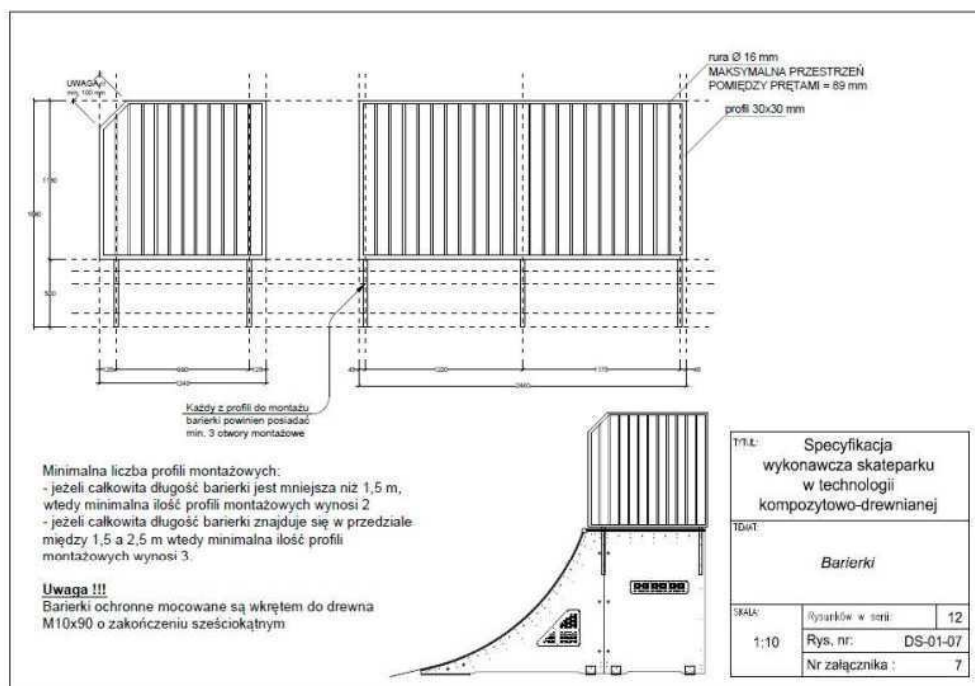 UWAGA
min. 100 mm
rura Ø 16 mm
MAKSYMALNA PRZESTRZEŃ
POMIĘDZY PRĘTAMI = 89 mm
profil 30x30 mm
1240
Każdy z profili do montażu
barierki powinien posiadać
min. 3 otwory montażowe
Minimalna liczba profili montażowych:
- jeżeli całkowita długość barierki jest mniejsza niż 1,5 m,
wtedy minimalna ilość profili montażowych wynosi 2
- jeżeli całkowita długość barierki znajduje się w przedziale
między 1,5 a 2,5 m wtedy minimalna ilość profili
montażowych wynosi 3.
Uwaga !!!
Barierki ochronne mocowane są wkrętem do drewna
M10x90 o zakończeniu sześciokątnym
TYTUŁ:
Specyfikacja
wykonawcza skateparku
w technologii
kompozytowo-drewnianej
TEMAT:
Barierki
SKALA:
1:10
Rysunków w serii: 12
Rys. nr: DS-01-07
Nr załącznika : 7